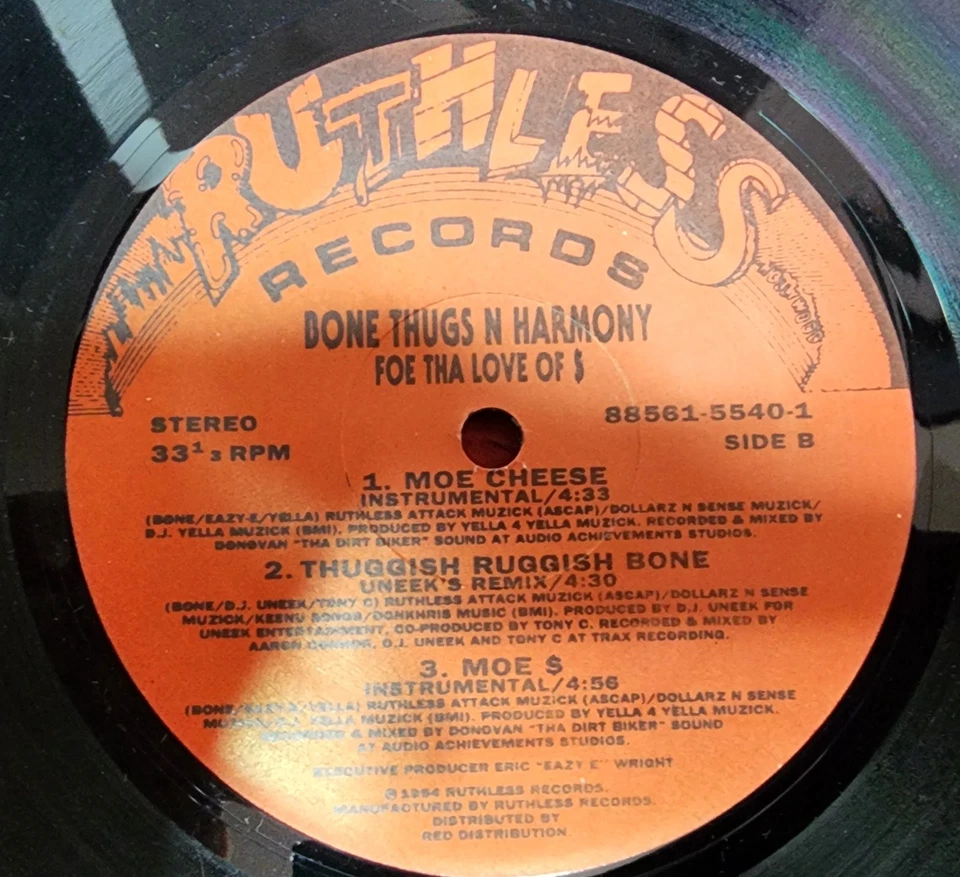 RUTHLESS
RECORDS
BONE THUGS N HARMONY
FOE THA LOVE OF $
STEREO
33 1 3 RPM
88561-5540-1
SIDE B
1. MOE CHEESE
INSTRUMENTAL/4:33
(BONE/EAZY-E/YELLA) RUTHLESS ATTACK MUZICK (ASCAP)/DOLLARZ N SENSE MUZICK/
D.J. YELLA MUZICK (BMI). PRODUCED BY YELLA 4 YELLA MUZICK. RECORDED & MIXED BY
DONOVAN "THA DIRT BIKER" SOUND AT AUDIO ACHIEVEMENTS STUDIOS.
2. THUGGISH RUGGISH BONE
UNEEK'S REMIX/4:30
(BONE/D.J. UNEEK/TONY C) RUTHLESS ATTACK MUZICK (ASCAP)/DOLLARZ N SENSE
MUZICK/KEENU SONGS/DONKHRIS MUSIC (BMI). PRODUCED BY D.J. UNEEK FOR
UNEEK ENTERTAINMENT, CO-PRODUCED BY TONY C. RECORDED & MIXED BY
AARON CONNOR, D.J. UNEEK AND TONY C AT TRAX RECORDING.
3. MOE $
INSTRUMENTAL/4:56
(BONE/EAZY-E/YELLA) RUTHLESS ATTACK MUZICK (ASCAP)/DOLLARZ N SENSE
MUZICK/D.J. YELLA MUZICK (BMI). PRODUCED BY YELLA 4 YELLA MUZICK.
RECORDED & MIXED BY DONOVAN "THA DIRT BIKER" SOUND
AT AUDIO ACHIEVEMENTS STUDIOS.
EXECUTIVE PRODUCER ERIC "EAZY E" WRIGHT
℗ 1994 RUTHLESS RECORDS.
MANUFACTURED BY RUTHLESS RECORDS.
DISTRIBUTED BY
RED DISTRIBUTION.